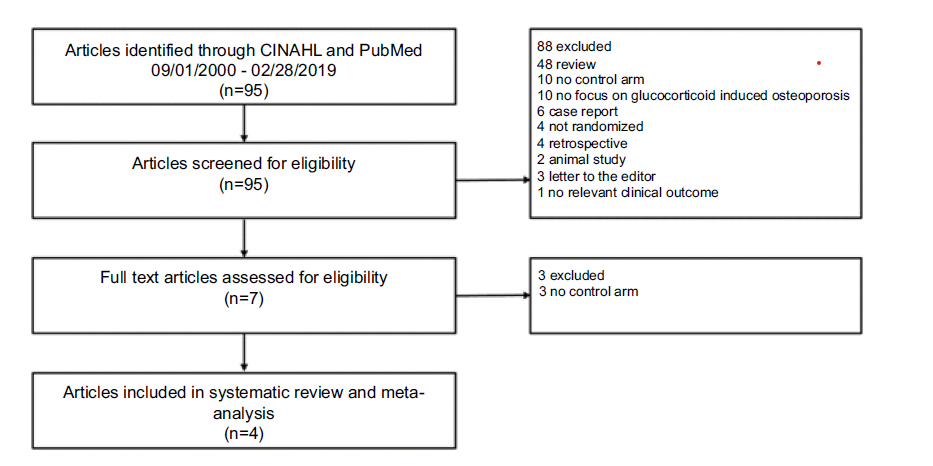 Articles identified through CINAHL and PubMed
09/01/2000 - 02/28/2019
(n=95)
88 excluded
48 review
10 no control arm
10 no focus on glucocorticoid induced osteoporosis
6 case report
4 not randomized
4 retrospective
2 animal study
3 letter to the editor
1 no relevant clinical outcome
Articles screened for eligibility
(n=95)
Full text articles assessed for eligibility
(n=7)
3 excluded
3 no control arm
Articles included in systematic review and meta-
analysis
(n=4)